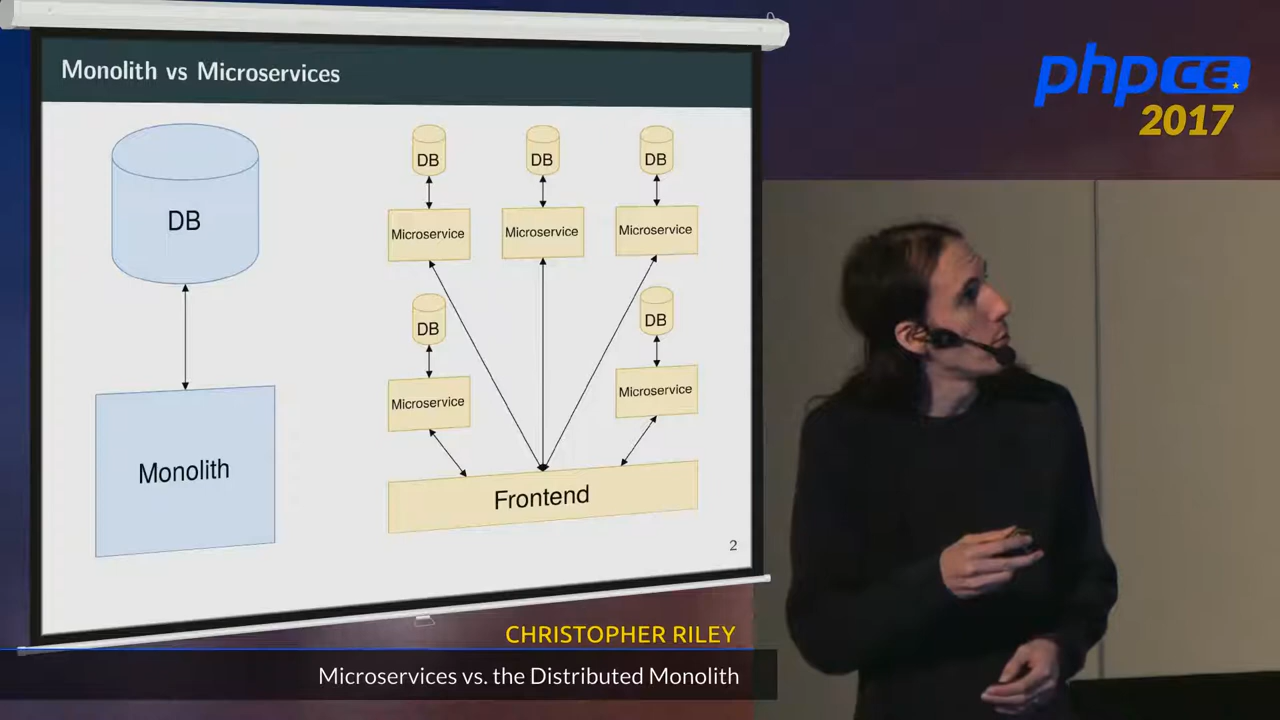 Monolith vs Microservices
DB
Monolith
DB DB DB
Microservice Microservice Microservice
DB DB
Microservice Microservice
Frontend
2
phpCE
2017
CHRISTOPHER RILEY
Microservices vs. the Distributed Monolith